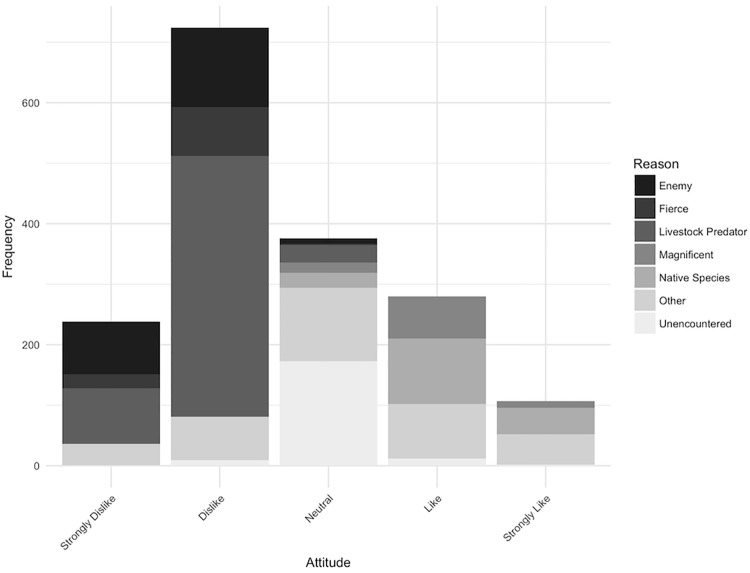 600
400
200
0
Frequency
Strongly Dislike
Dislike
Neutral
Like
Strongly Like
Attitude
Reason
Enemy
Fierce
Livestock Predator
Magnificent
Native Species
Other
Unencountered